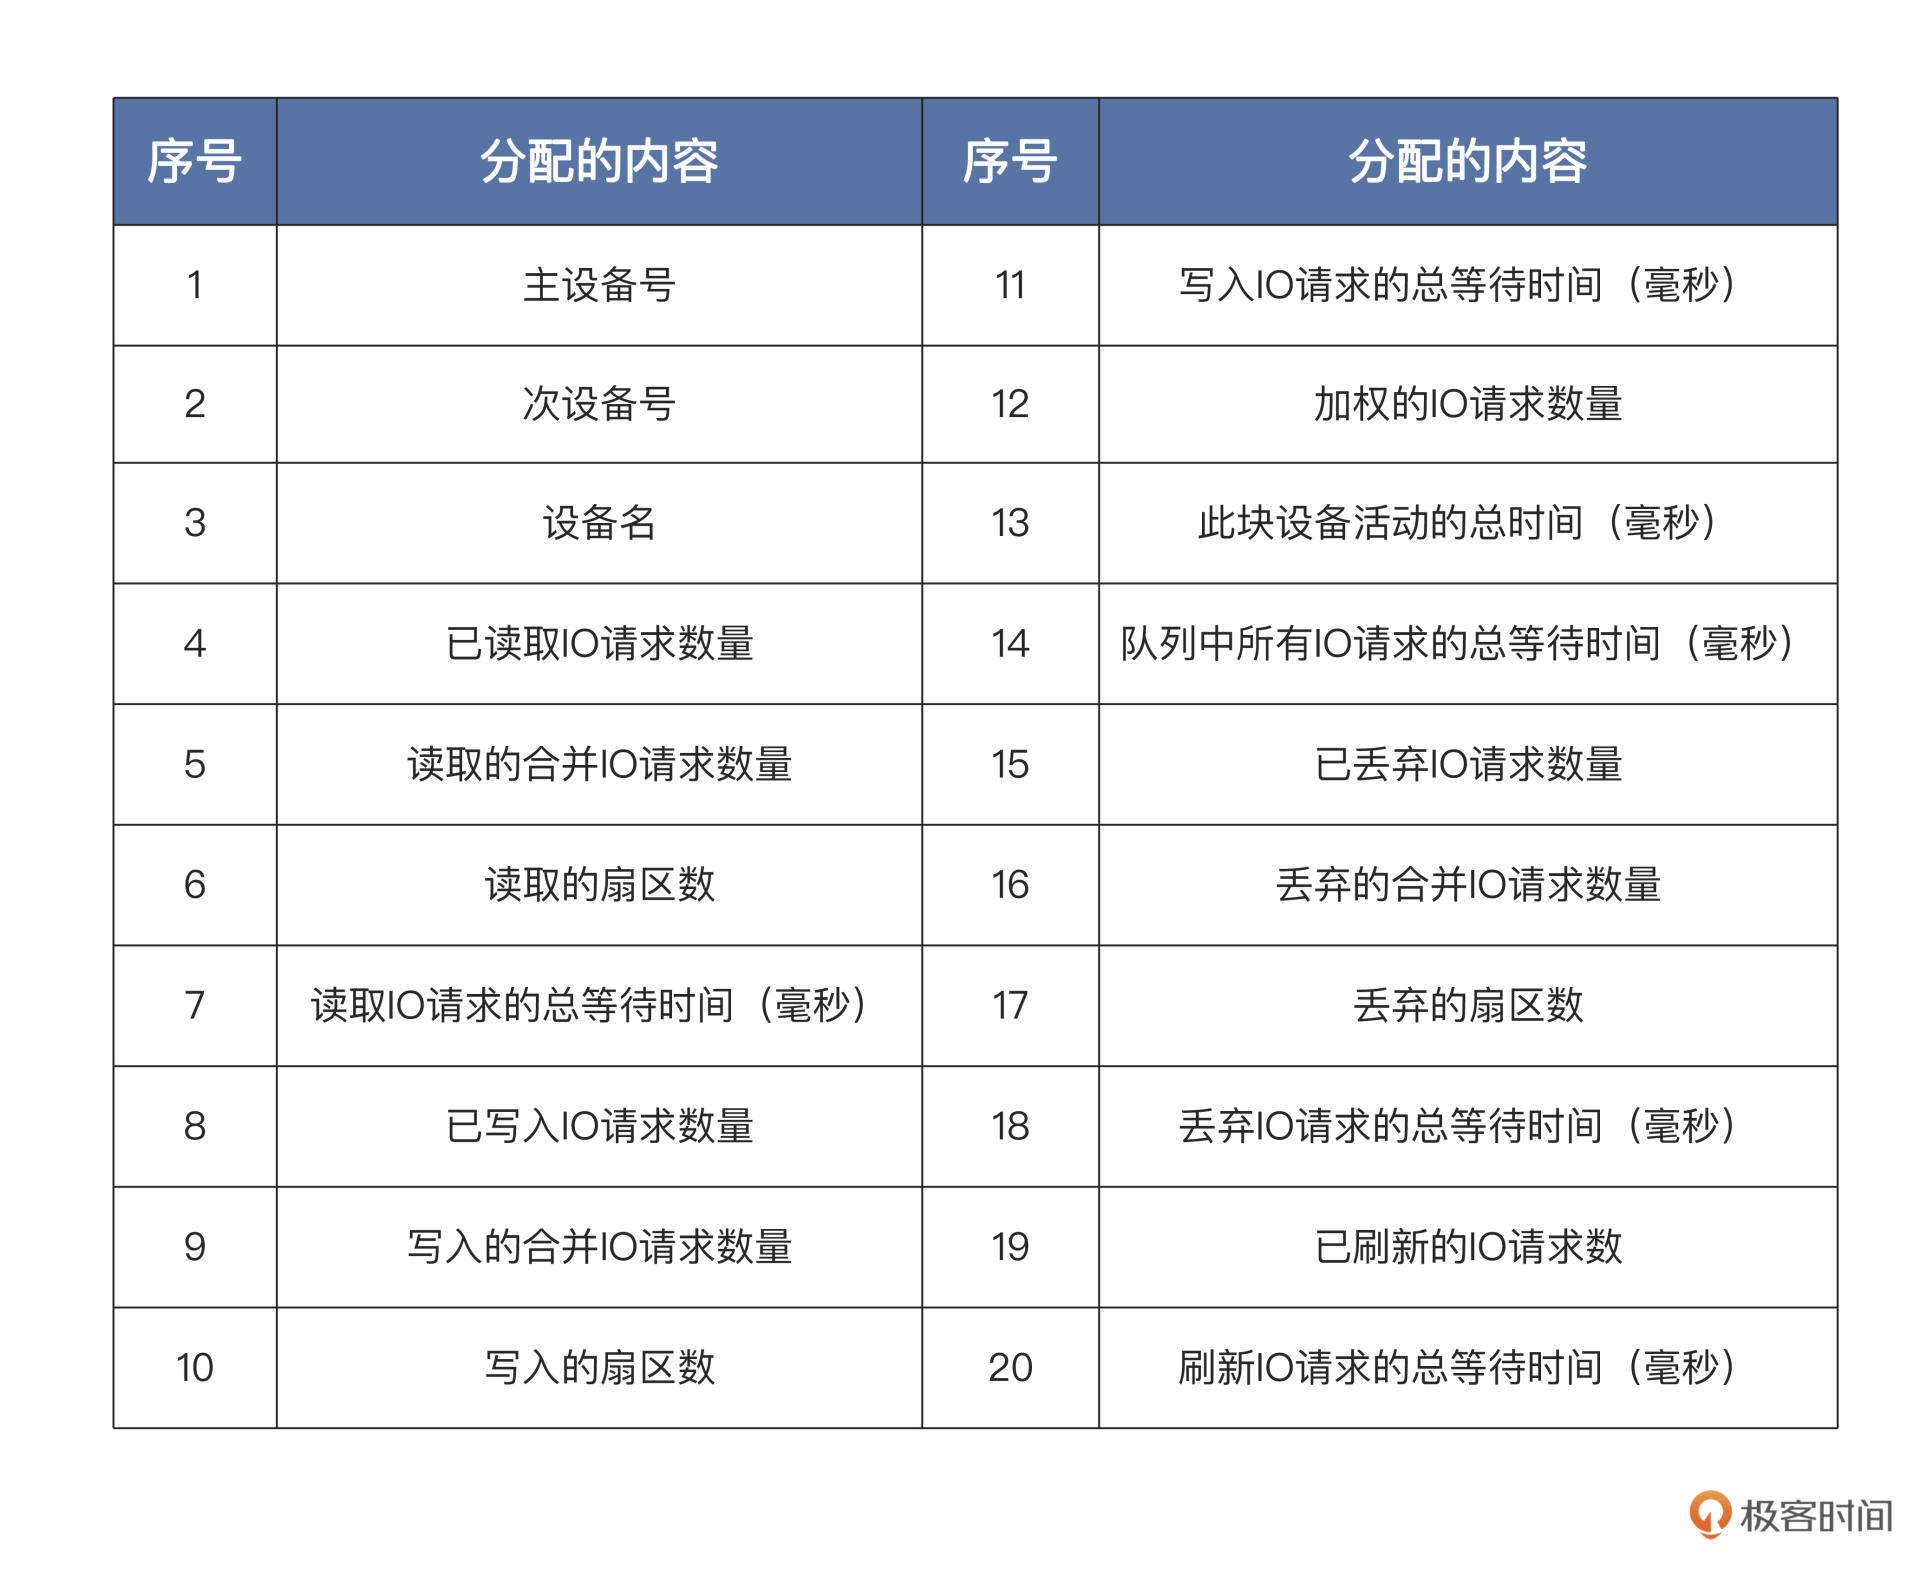 序号 分配的内容 序号 分配的内容
1 主设备号 11 写入IO请求的总等待时间（毫秒）
2 次设备号 12 加权的IO请求数量
3 设备名 13 此块设备活动的总时间（毫秒）
4 已读取IO请求数量 14 队列中所有IO请求的总等待时间（毫秒）
5 读取的合并IO请求数量 15 已丢弃IO请求数量
6 读取的扇区数 16 丢弃的合并IO请求数量
7 读取IO请求的总等待时间（毫秒） 17 丢弃的扇区数
8 已写入IO请求数量 18 丢弃IO请求的总等待时间（毫秒）
9 写入的合并IO请求数量 19 已刷新的IO请求数
10 写入的扇区数 20 刷新IO请求的总等待时间（毫秒）
极客时间